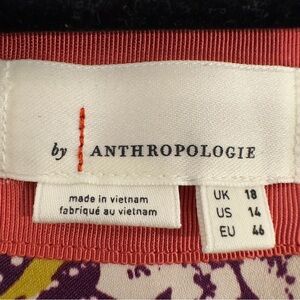 by ANTHROPOLOGIE
made in vietnam
fabriqué au vietnam
UK 18
US 14
EU 46